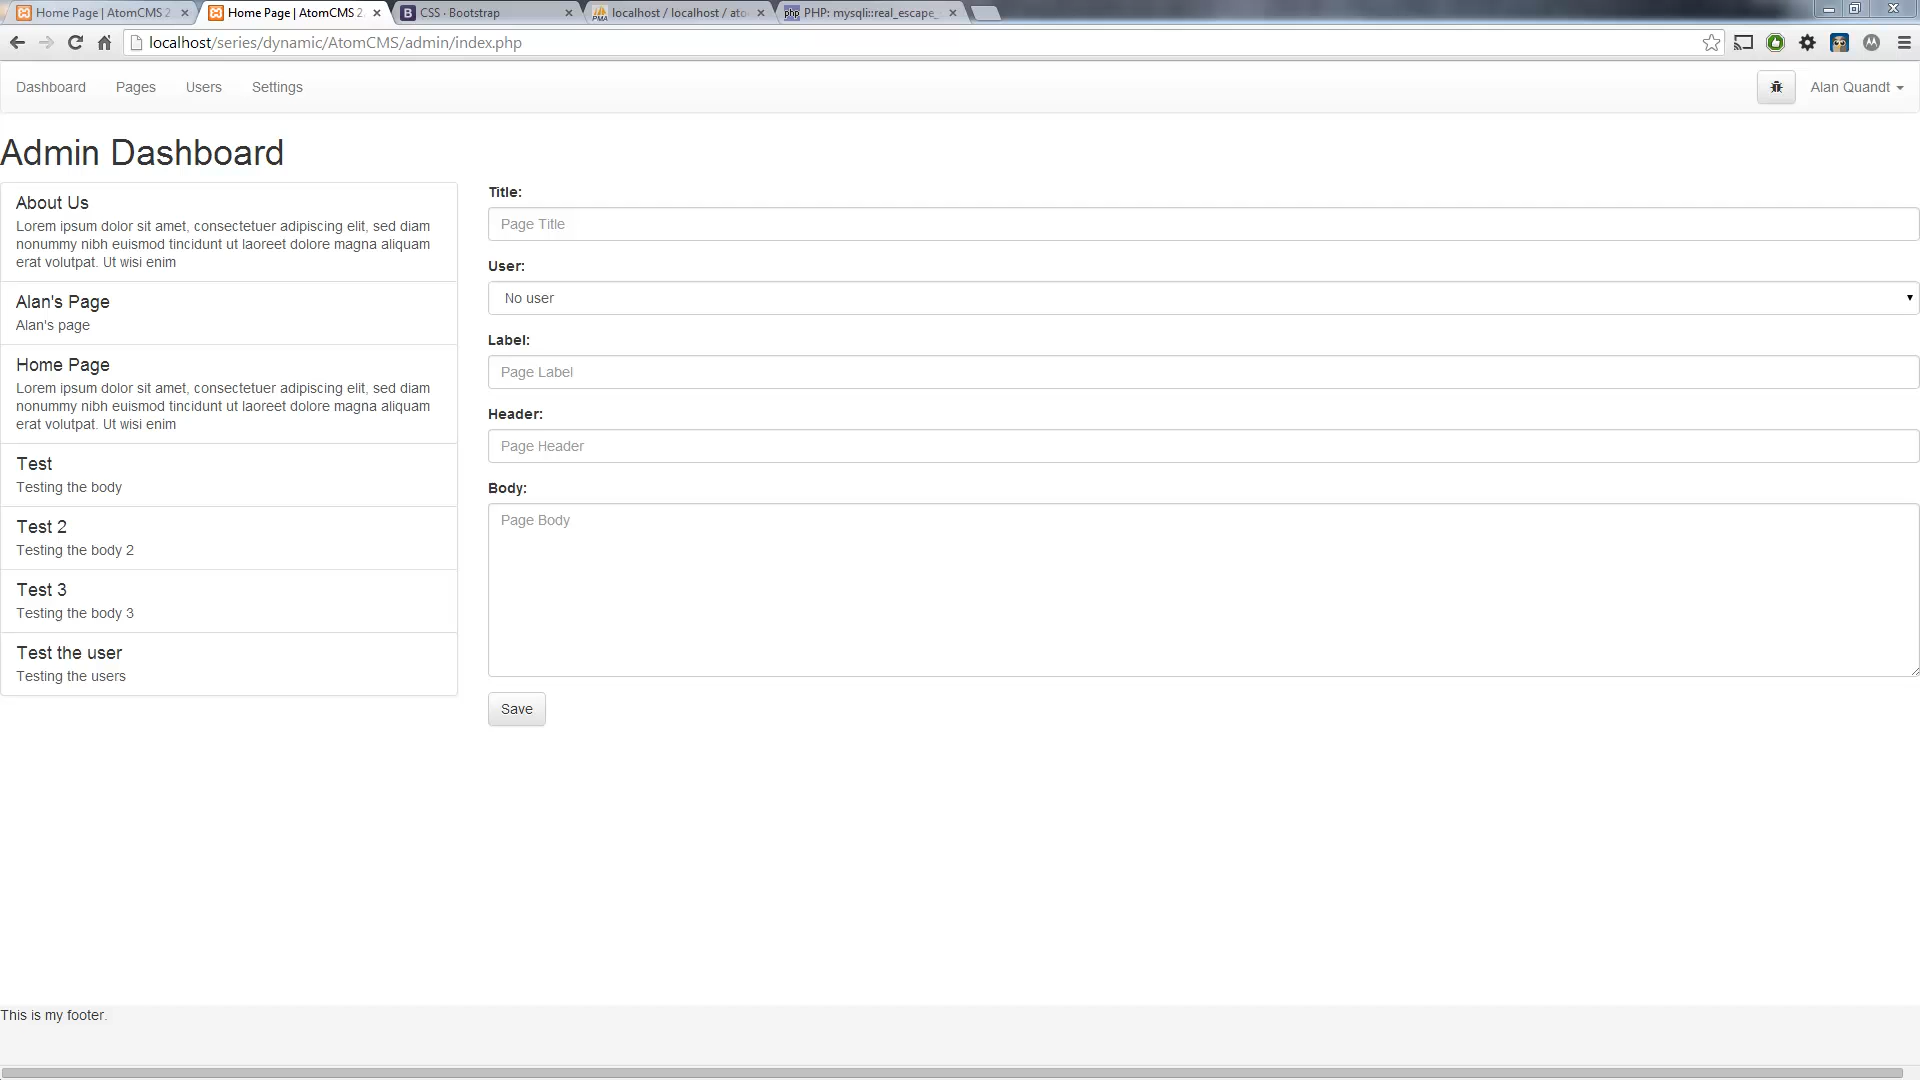 Home Page | AtomCMS 2
Home Page | AtomCMS 2
CSS · Bootstrap
localhost / localhost / ato
PHP: mysqli::real_escape_
localhost/series/dynamic/AtomCMS/admin/index.php
Dashboard Pages Users Settings Alan Quandt
Admin Dashboard
About Us
Lorem ipsum dolor sit amet, consectetuer adipiscing elit, sed diam
nonummy nibh euismod tincidunt ut laoreet dolore magna aliquam
erat volutpat. Ut wisi enim
Alan's Page
Alan's page
Home Page
Lorem ipsum dolor sit amet, consectetuer adipiscing elit, sed diam
nonummy nibh euismod tincidunt ut laoreet dolore magna aliquam
erat volutpat. Ut wisi enim
Test
Testing the body
Test 2
Testing the body 2
Test 3
Testing the body 3
Test the user
Testing the users
Title:
Page Title
User:
No user
Label:
Page Label
Header:
Page Header
Body:
Page Body
Save
This is my footer.